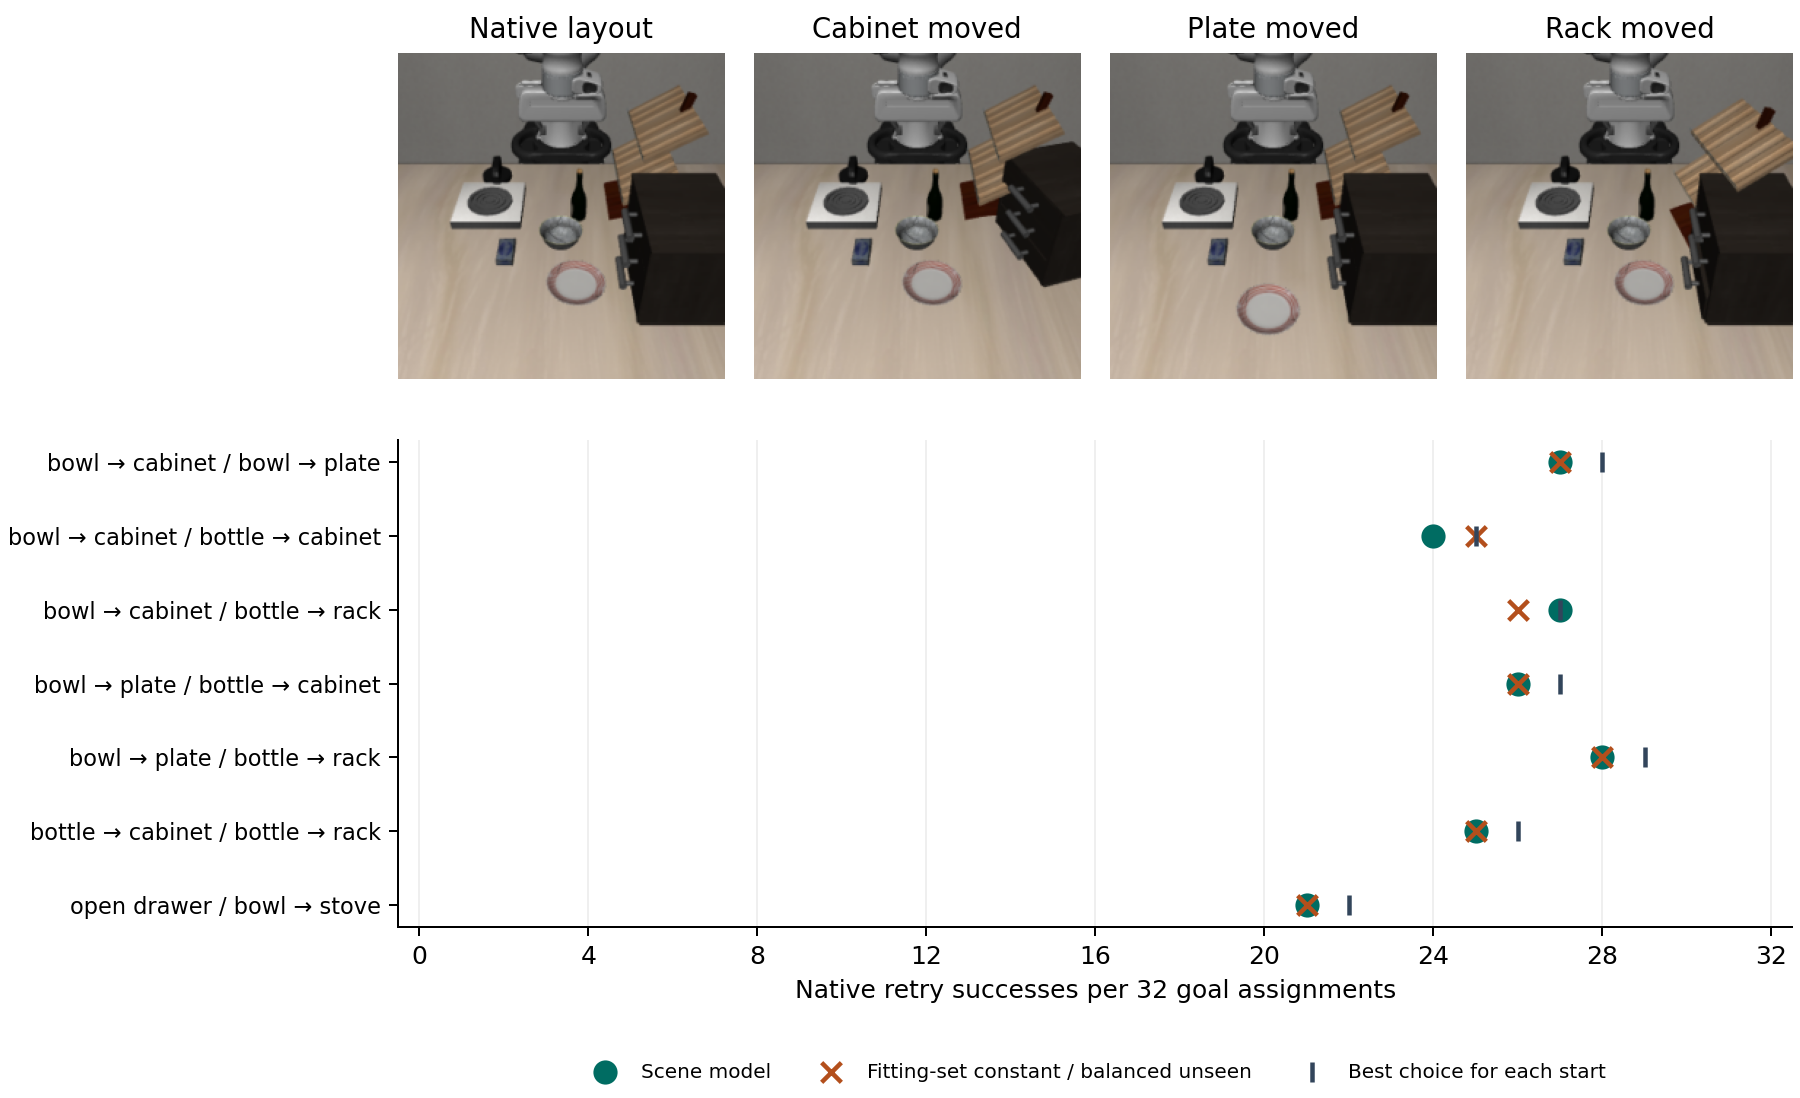 Native layout
Cabinet moved
Plate moved
Rack moved
bowl → cabinet / bowl → plate
bowl → cabinet / bottle → cabinet
bowl → cabinet / bottle → rack
bowl → plate / bottle → cabinet
bowl → plate / bottle → rack
bottle → cabinet / bottle → rack
open drawer / bowl → stove
0 4 8 12 16 20 24 28 32
Native retry successes per 32 goal assignments
Scene model
Fitting-set constant / balanced unseen
Best choice for each start